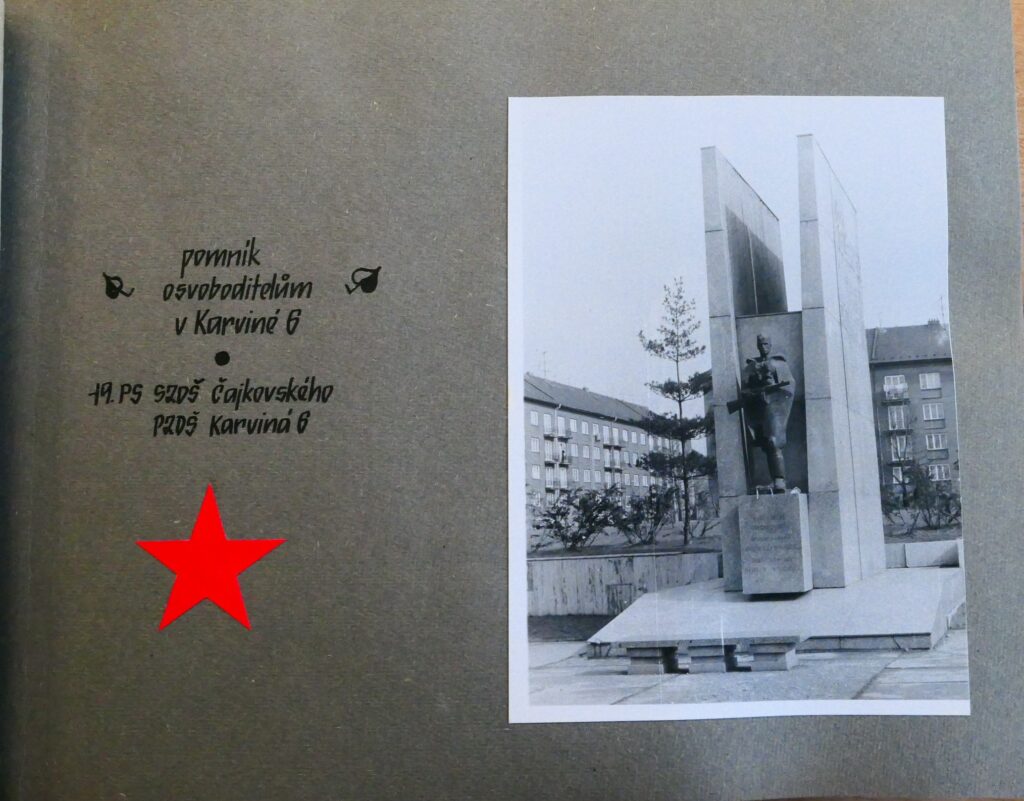 pomník
osvoboditelům
v Karviné 6
19. PS SZDŠ Čajkovského
PZDŠ Karviná 6